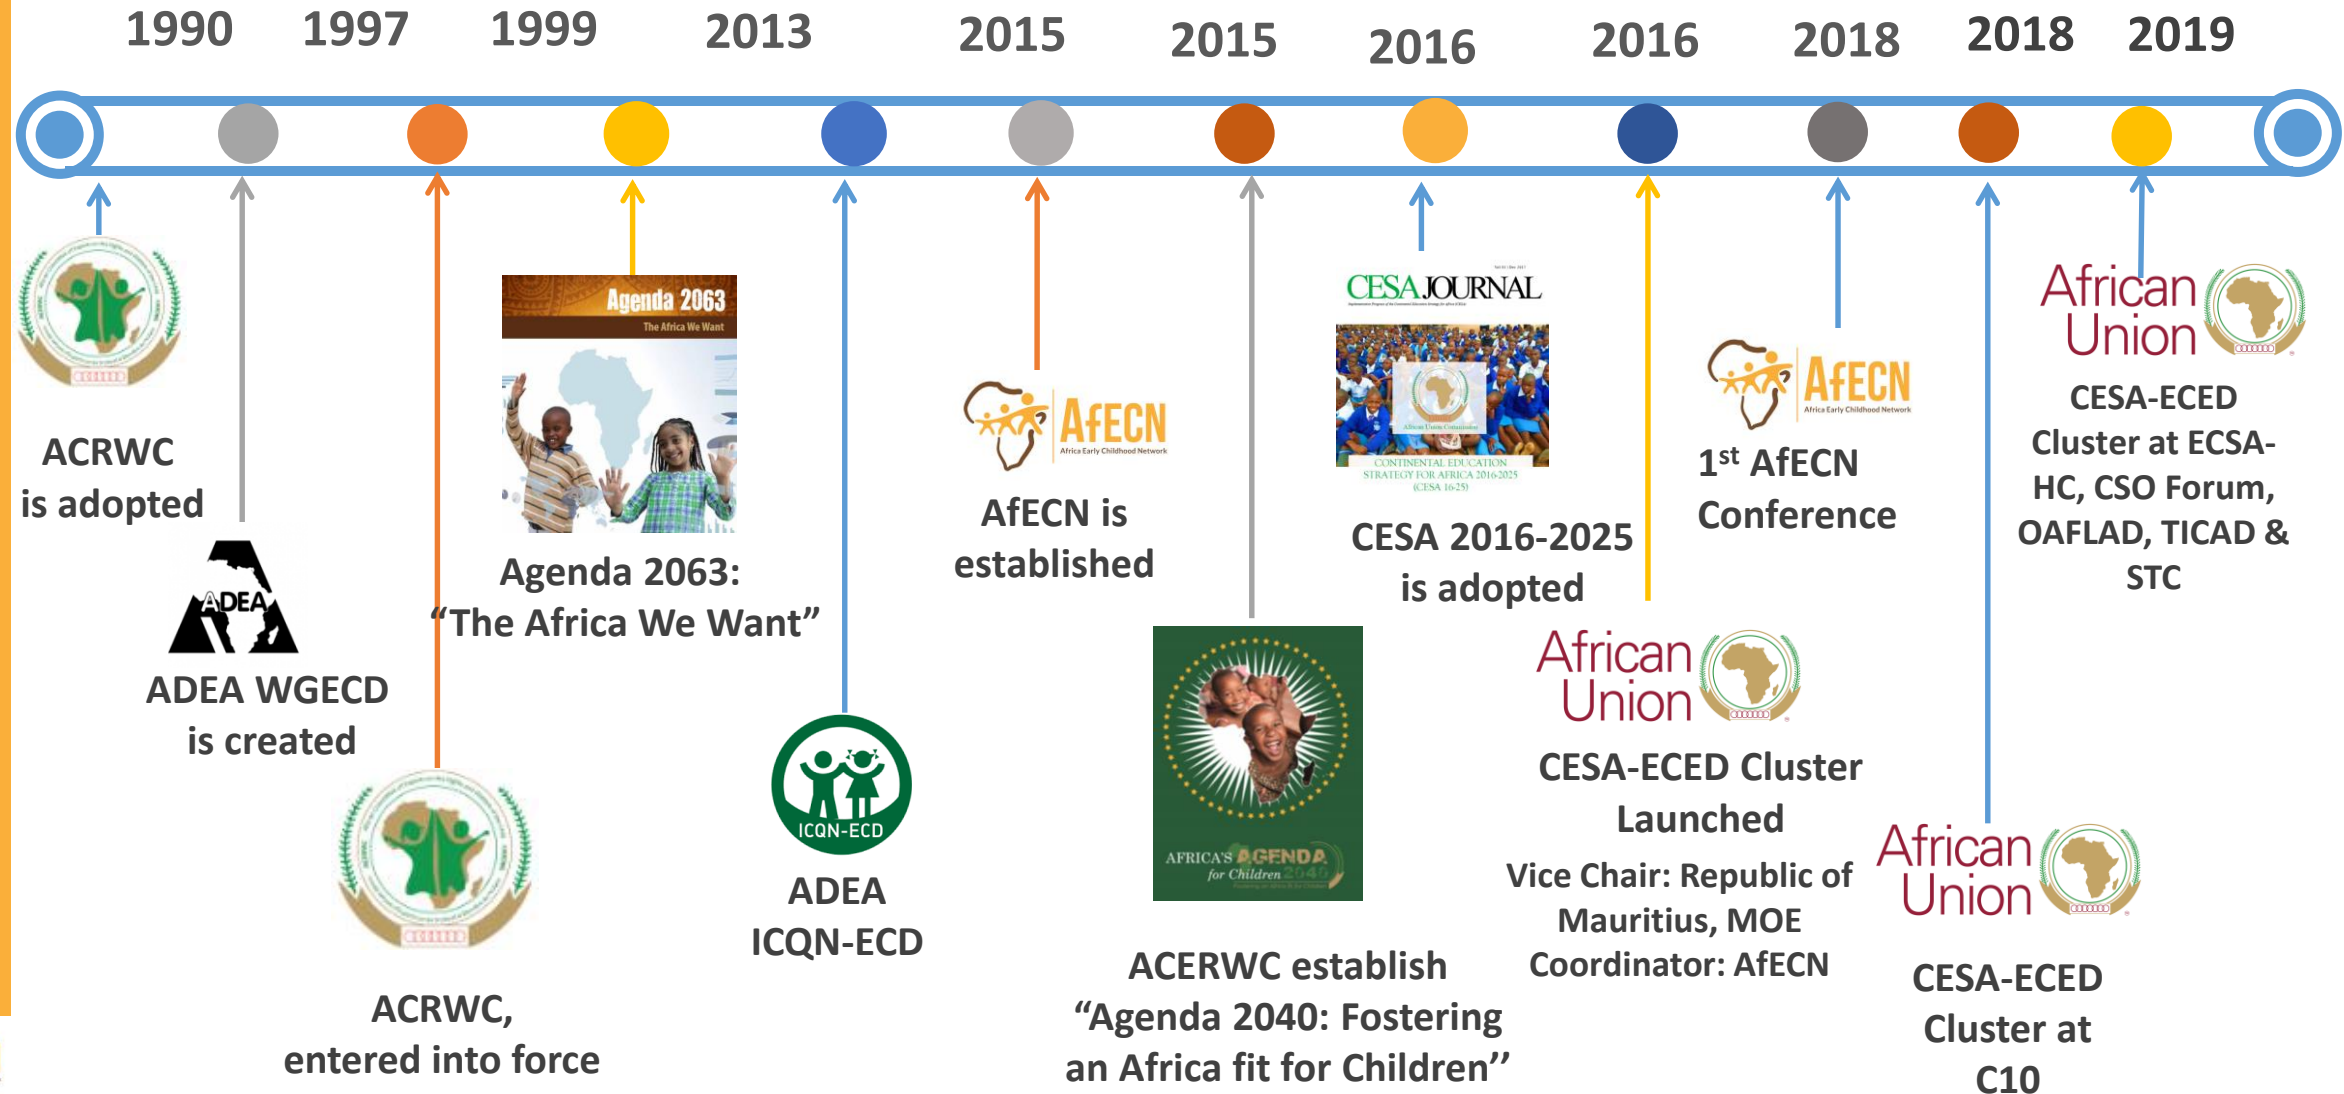 1990
1997
1999
2013
2015
2015
2016
2016
2018
2018
2019
ACRWC
is adopted
ADEA
ADEA WGECD
is created
ACRWC,
entered into force
Agenda 2063
The Africa We Want
Agenda 2063:
“The Africa We Want”
ICQN-ECD
ADEA
ICQN-ECD
AfECN
Africa Early Childhood Network
AfECN is
established
AFRICA'S AGENDA
for Children 2040
ACERWC establish
“Agenda 2040: Fostering
an Africa fit for Children’’
CESA JOURNAL
African Union Commission
CONTINENTAL EDUCATION
STRATEGY FOR AFRICA 2016-2025
(CESA 16-25)
CESA 2016-2025
is adopted
African
Union
CESA-ECED Cluster
Launched
Vice Chair: Republic of
Mauritius, MOE
Coordinator: AfECN
AfECN
Africa Early Childhood Network
1st AfECN
Conference
African
Union
CESA-ECED
Cluster at
C10
African
Union
CESA-ECED
Cluster at ECSA-
HC, CSO Forum,
OAFLAD, TICAD &
STC